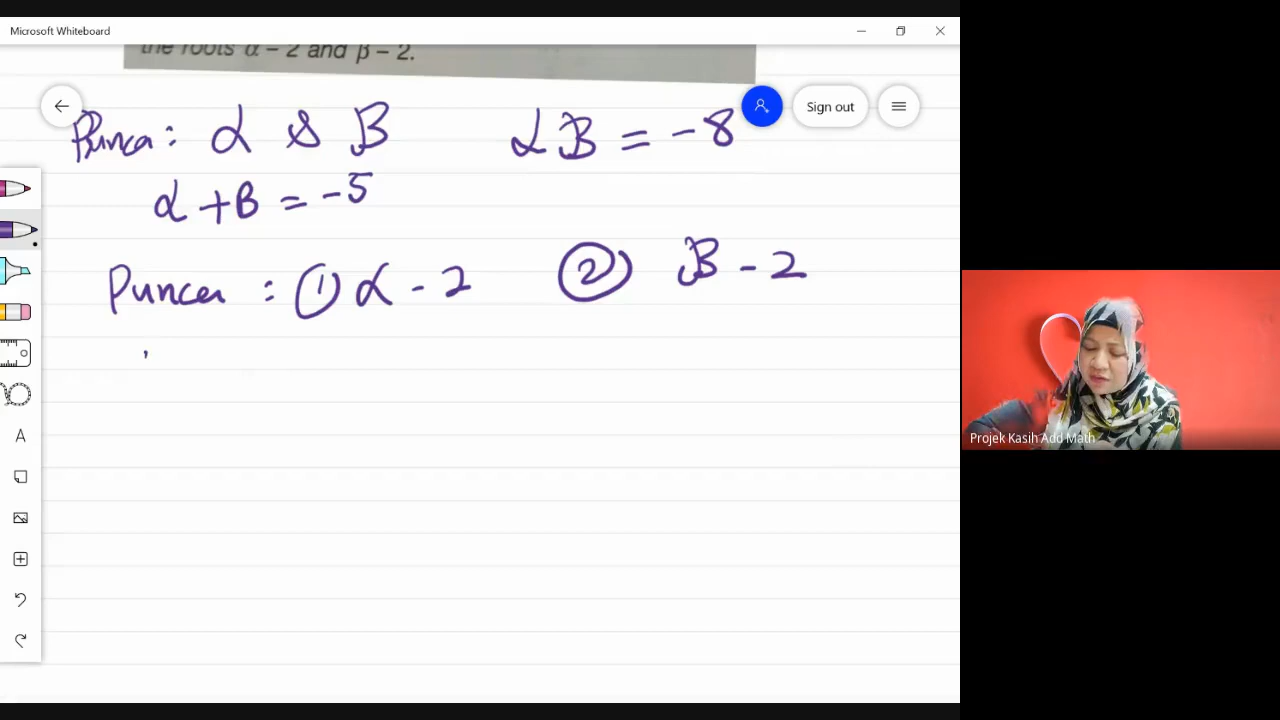 Microsoft Whiteboard
the roots α – 2 and β – 2.
Sign out
Punca: α & β αβ = -8
α + β = -5
Punca : ① α - 2 ② β - 2
A
Projek Kasih Add Math